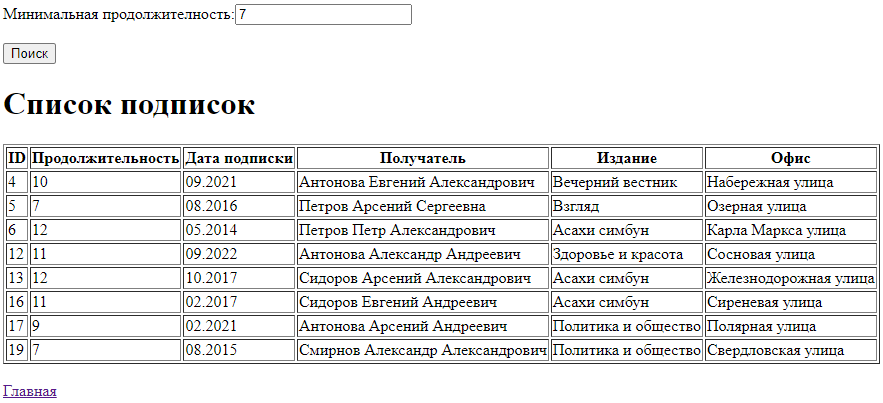 Минимальная продолжителность: 7
Поиск
Список подписок
ID Продолжительность Дата подписки Получатель Издание Офис
4 10 09.2021 Антонова Евгений Александрович Вечерний вестник Набережная улица
5 7 08.2016 Петров Арсений Сергеевна Взгляд Озерная улица
6 12 05.2014 Петров Петр Александрович Асахи симбун Карла Маркса улица
12 11 09.2022 Антонова Александр Андреевич Здоровье и красота Сосновая улица
13 12 10.2017 Сидоров Арсений Александрович Асахи симбун Железнодорожная улица
16 11 02.2017 Сидоров Евгений Андреевич Асахи симбун Сиреневая улица
17 9 02.2021 Антонова Арсений Андреевич Политика и общество Полярная улица
19 7 08.2015 Смирнов Александр Александрович Политика и общество Свердловская улица
Главная